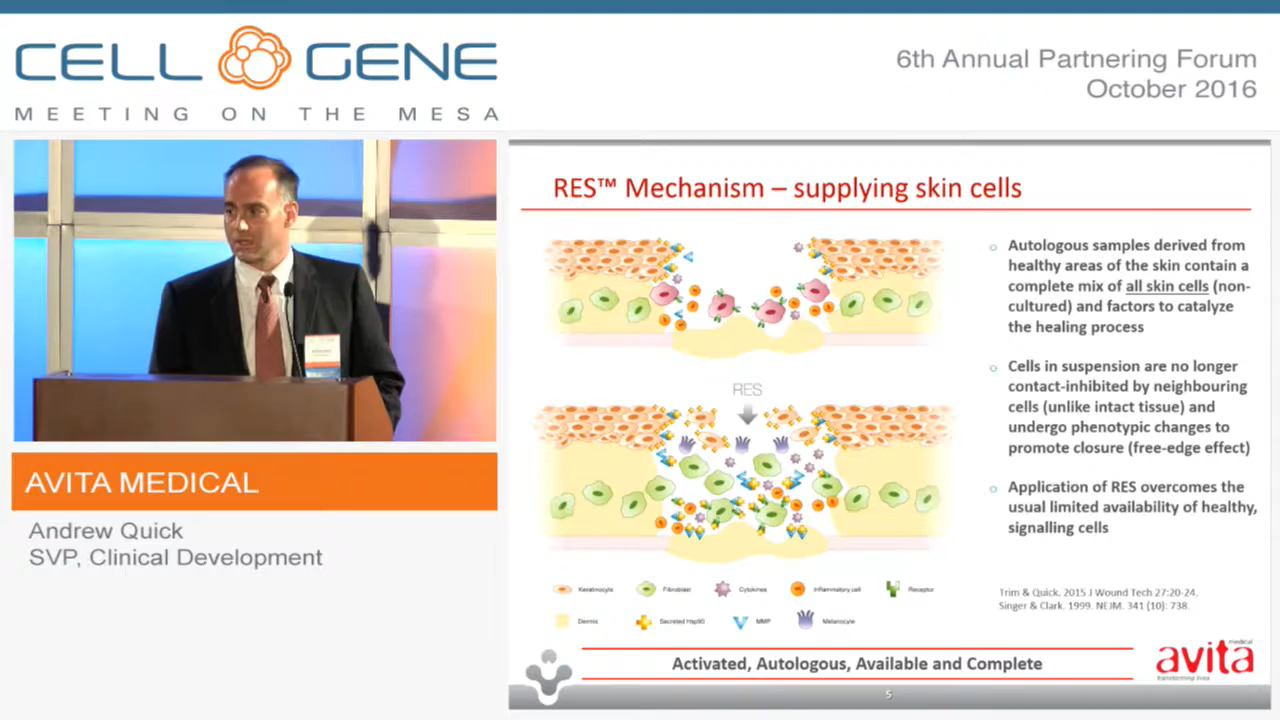 CELL GENE
MEETING ON THE MESA
6th Annual Partnering Forum
October 2016
RES™ Mechanism – supplying skin cells
Autologous samples derived from
healthy areas of the skin contain a
complete mix of all skin cells (non-
cultured) and factors to catalyze
the healing process
Cells in suspension are no longer
contact-inhibited by neighbouring
cells (unlike intact tissue) and
undergo phenotypic changes to
promote closure (free-edge effect)
Application of RES overcomes the
usual limited availability of healthy,
signalling cells
RES
Keratinocyte
Fibroblast
Cytokines
Inflammatory cell
Receptor
Dermis
Secreted Hsp90
MMP
Melanocyte
Trim & Quick. 2015 J Wound Tech 27:20-24.
Singer & Clark. 1999. NEJM. 341 (10): 738.
Activated, Autologous, Available and Complete
avita
medical
transforming lives
5
AVITA MEDICAL
Andrew Quick
SVP, Clinical Development